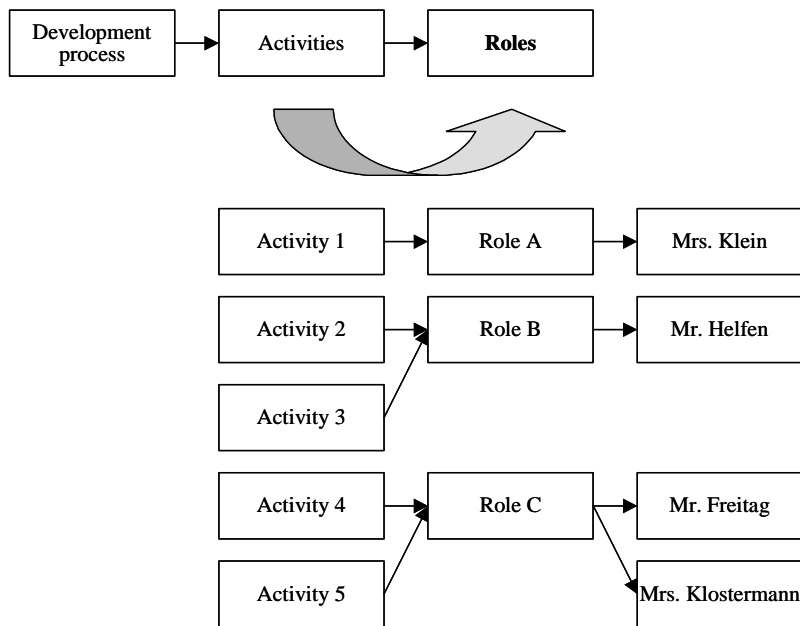 Development
process
Activities
Roles
Activity 1
Role A
Mrs. Klein
Activity 2
Role B
Mr. Helfen
Activity 3
Activity 4
Role C
Mr. Freitag
Activity 5
Mrs. Klostermann